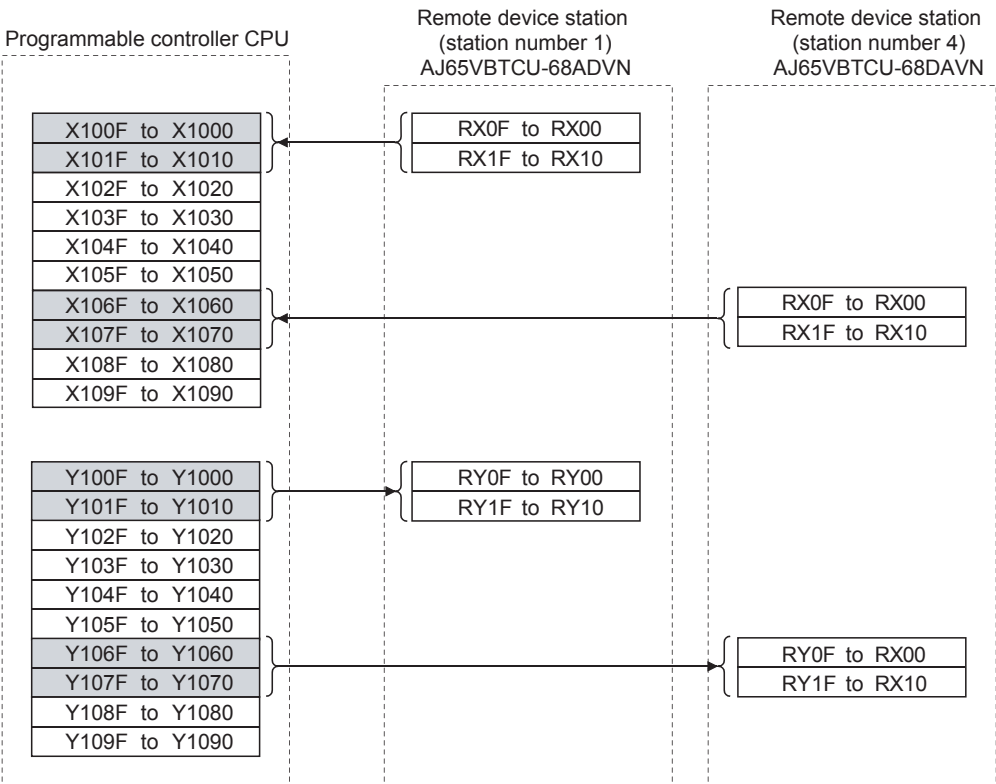 Programmable controller CPU
Remote device station
(station number 1)
AJ65VBTCU-68ADVN
Remote device station
(station number 4)
AJ65VBTCU-68DAVN
X100F to X1000
X101F to X1010
X102F to X1020
X103F to X1030
X104F to X1040
X105F to X1050
X106F to X1060
X107F to X1070
X108F to X1080
X109F to X1090
RX0F to RX00
RX1F to RX10
RX0F to RX00
RX1F to RX10
Y100F to Y1000
Y101F to Y1010
Y102F to Y1020
Y103F to Y1030
Y104F to Y1040
Y105F to Y1050
Y106F to Y1060
Y107F to Y1070
Y108F to Y1080
Y109F to Y1090
RY0F to RY00
RY1F to RY10
RY0F to RX00
RY1F to RX10